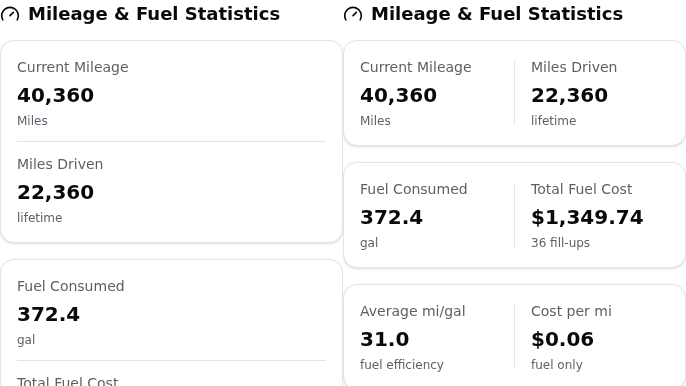 Mileage & Fuel Statistics
Current Mileage
40,360
Miles
Miles Driven
22,360
lifetime
Fuel Consumed
372.4
gal
Total Fuel Cost
Mileage & Fuel Statistics
Current Mileage
40,360
Miles
Miles Driven
22,360
lifetime
Fuel Consumed
372.4
gal
Total Fuel Cost
$1,349.74
36 fill-ups
Average mi/gal
31.0
fuel efficiency
Cost per mi
$0.06
fuel only